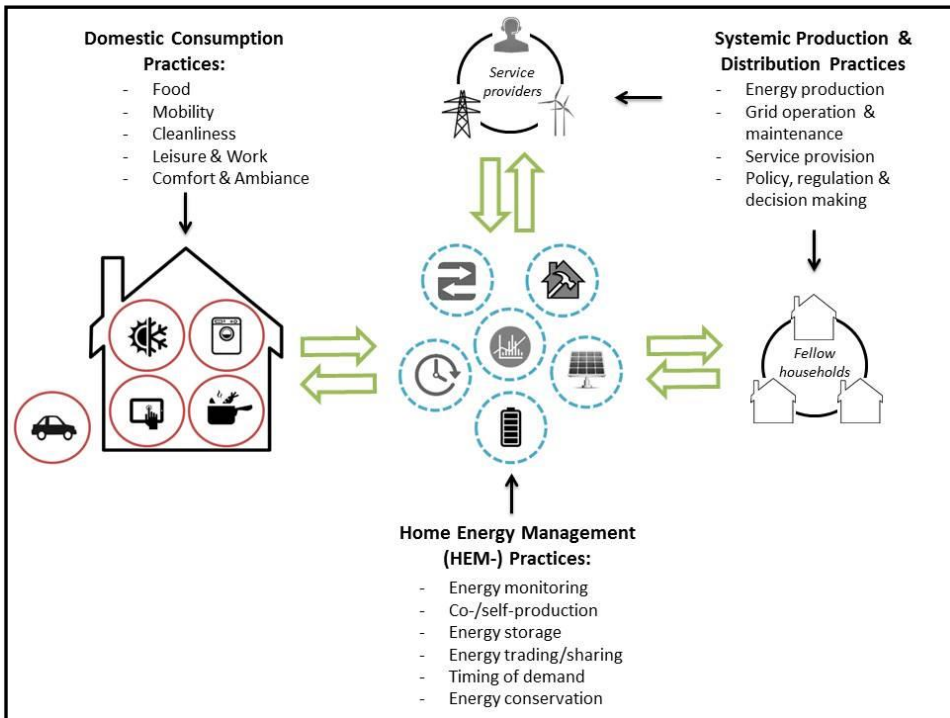 Domestic Consumption
Practices:
- Food
- Mobility
- Cleanliness
- Leisure & Work
- Comfort & Ambiance
Service
providers
Systemic Production &
Distribution Practices
- Energy production
- Grid operation &
maintenance
- Service provision
- Policy, regulation &
decision making
Fellow
households
Home Energy Management
(HEM-) Practices:
- Energy monitoring
- Co-/self-production
- Energy storage
- Energy trading/sharing
- Timing of demand
- Energy conservation